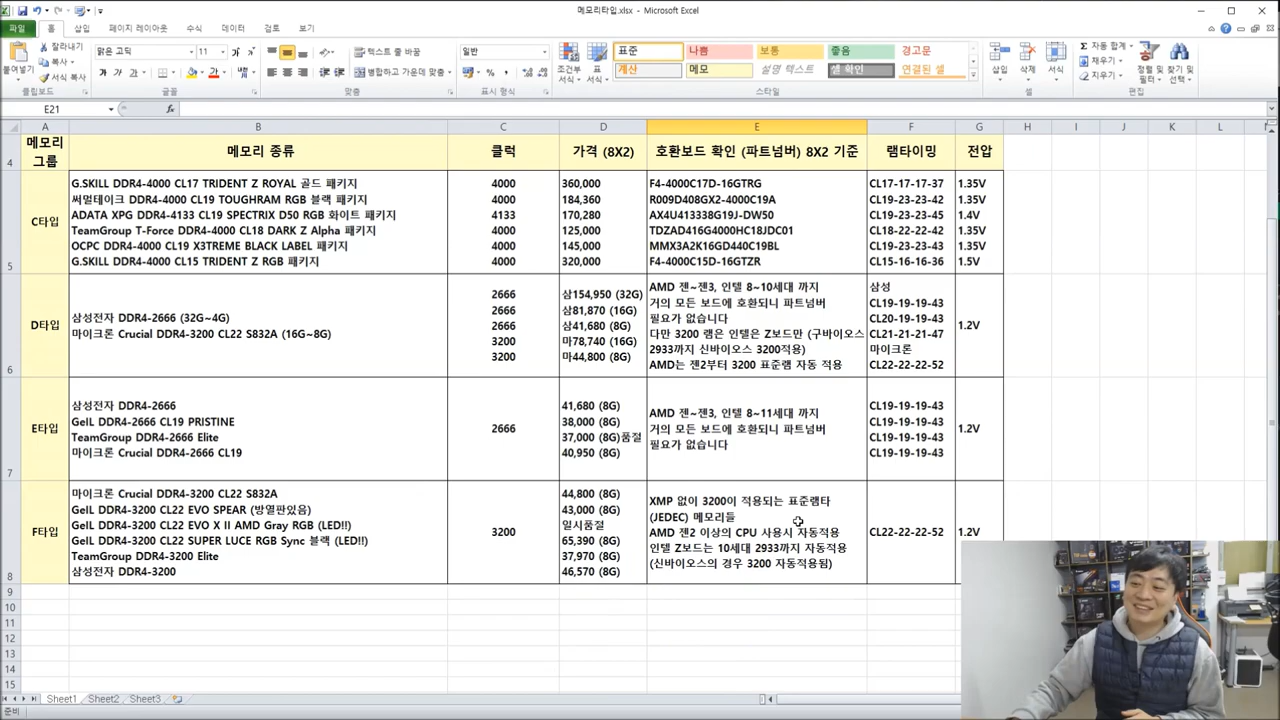 메모리타입.xlsx - Microsoft Excel
파일 홈 삽입 페이지 레이아웃 수식 데이터 검토 보기
붙여넣기 잘라내기 복사 서식 복사
클립보드
맑은 고딕 11
글꼴
텍스트 줄 바꿈
병합하고 가운데 맞춤
맞춤
일반
표시 형식
조건부 서식 표 서식
표준 나쁨 보통 좋음 경고문
계산 메모 설명 텍스트 셀 확인 연결된 셀
스타일
삽입 삭제 서식
셀
자동 합계 채우기 지우기
정렬 및 필터 찾기 및 선택
편집
E21 fx
A B C D E F G H I J K L
4 메모리 그룹 메모리 종류 클럭 가격 (8X2) 호환보드 확인 (파트넘버) 8X2 기준 램타이밍 전압
5 C타입
G.SKILL DDR4-4000 CL17 TRIDENT Z ROYAL 골드 패키지 4000 360,000 F4-4000C17D-16GTRG CL17-17-17-37 1.35V
써멀테이크 DDR4-4000 CL19 TOUGHRAM RGB 블랙 패키지 4000 184,360 R009D408GX2-4000C19A CL19-23-23-42 1.35V
ADATA XPG DDR4-4133 CL19 SPECTRIX D50 RGB 화이트 패키지 4133 170,280 AX4U413338G19J-DW50 CL19-23-23-45 1.4V
TeamGroup T-Force DDR4-4000 CL18 DARK Z Alpha 패키지 4000 125,000 TDZAD416G4000HC18JDC01 CL18-22-22-42 1.35V
OCPC DDR4-4000 CL19 X3TREME BLACK LABEL 패키지 4000 145,000 MMX3A2K16GD440C19BL CL19-23-23-43 1.35V
G.SKILL DDR4-4000 CL15 TRIDENT Z RGB 패키지 4000 320,000 F4-4000C15D-16GTZR CL15-16-16-36 1.5V
6 D타입
삼성전자 DDR4-2666 (32G~4G)
마이크론 Crucial DDR4-3200 CL22 S832A (16G~8G)
2666
2666
2666
3200
3200
삼154,950 (32G)
삼81,870 (16G)
삼41,680 (8G)
마78,740 (16G)
마44,800 (8G)
AMD 젠~젠3, 인텔 8~10세대 까지
거의 모든 보드에 호환되니 파트넘버
필요가 없습니다
다만 3200 램은 인텔은 Z보드만 (구바이오스
2933까지 신바이오스 3200적용)
AMD는 젠2부터 3200 표준램 자동 적용
삼성
CL19-19-19-43
CL20-19-19-43
CL21-21-21-47
마이크론
CL22-22-22-52
1.2V
7 E타입
삼성전자 DDR4-2666
GeIL DDR4-2666 CL19 PRISTINE
TeamGroup DDR4-2666 Elite
마이크론 Crucial DDR4-2666 CL19
2666
41,680 (8G)
38,000 (8G)
37,000 (8G)품절
40,950 (8G)
AMD 젠~젠3, 인텔 8~11세대 까지
거의 모든 보드에 호환되니 파트넘버
필요가 없습니다
CL19-19-19-43
CL19-19-19-43
CL19-19-19-43
CL19-19-19-43
1.2V
8 F타입
마이크론 Crucial DDR4-3200 CL22 S832A
GeIL DDR4-3200 CL22 EVO SPEAR (방열판있음)
GeIL DDR4-3200 CL22 EVO X II AMD Gray RGB (LED!!)
GeIL DDR4-3200 CL22 SUPER LUCE RGB Sync 블랙 (LED!!)
TeamGroup DDR4-3200 Elite
삼성전자 DDR4-3200
3200
44,800 (8G)
43,000 (8G)
일시품절
65,390 (8G)
37,970 (8G)
46,570 (8G)
XMP 없이 3200이 적용되는 표준램타
(JEDEC) 메모리들
AMD 젠2 이상의 CPU 사용시 자동적용
인텔 Z보드는 10세대 2933까지 자동적용
(신바이오스의 경우 3200 자동적용됨)
CL22-22-22-52
1.2V
9
10
11
12
13
14
15
Sheet1 Sheet2 Sheet3
준비